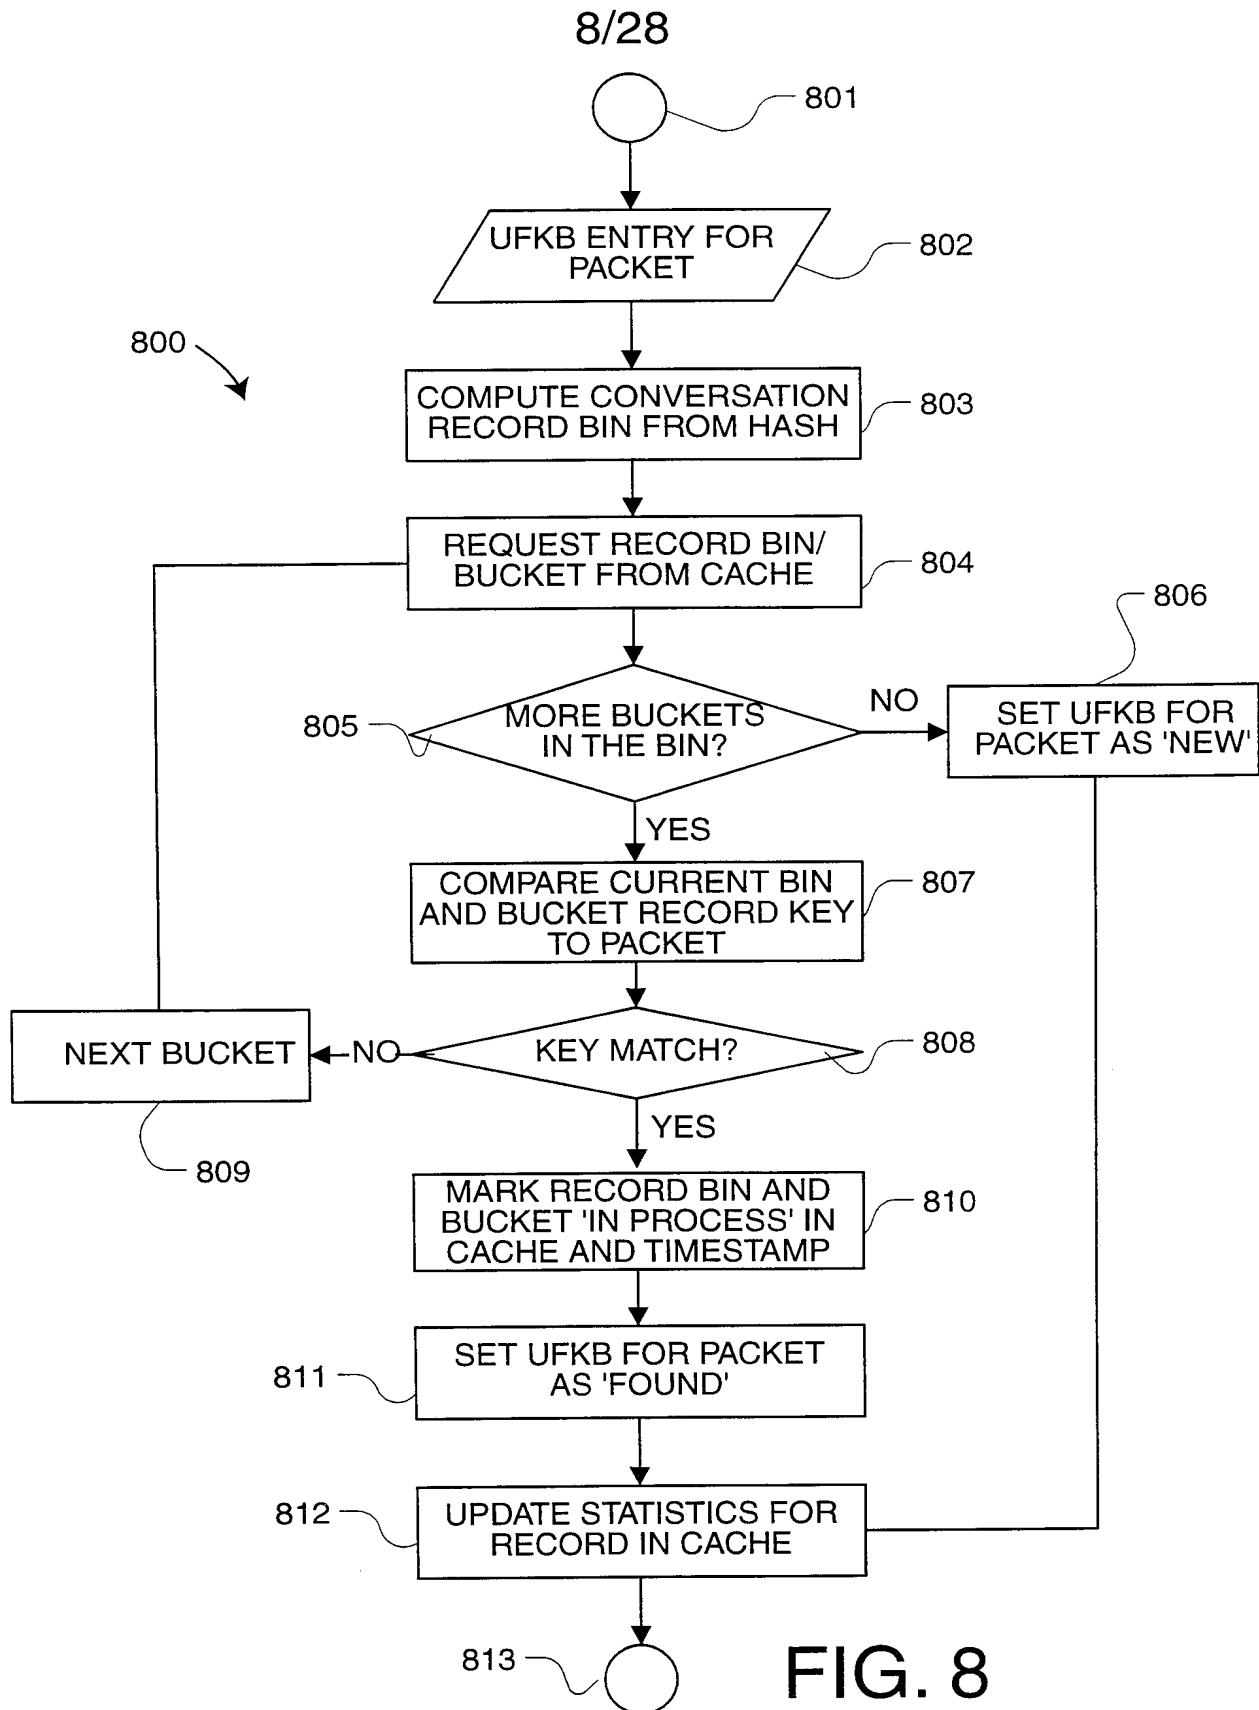 8/28
801
UFKB ENTRY FOR
PACKET
802
800
COMPUTE CONVERSATION
RECORD BIN FROM HASH
803
REQUEST RECORD BIN/
BUCKET FROM CACHE
804
806
805
MORE BUCKETS
IN THE BIN?
NO
SET UFKB FOR
PACKET AS 'NEW'
YES
COMPARE CURRENT BIN
AND BUCKET RECORD KEY
TO PACKET
807
NEXT BUCKET
NO
KEY MATCH?
808
YES
809
MARK RECORD BIN AND
BUCKET 'IN PROCESS' IN
CACHE AND TIMESTAMP
810
SET UFKB FOR PACKET
AS 'FOUND'
811
812
UPDATE STATISTICS FOR
RECORD IN CACHE
813
FIG. 8